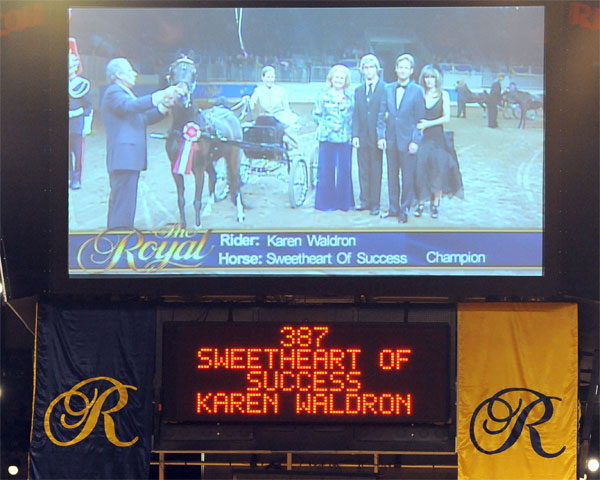 The
Royal
Rider: Karen Waldron
Horse: Sweetheart Of Success Champion
387
SWEETHEART OF
SUCCESS
KAREN WALDRON
R
R